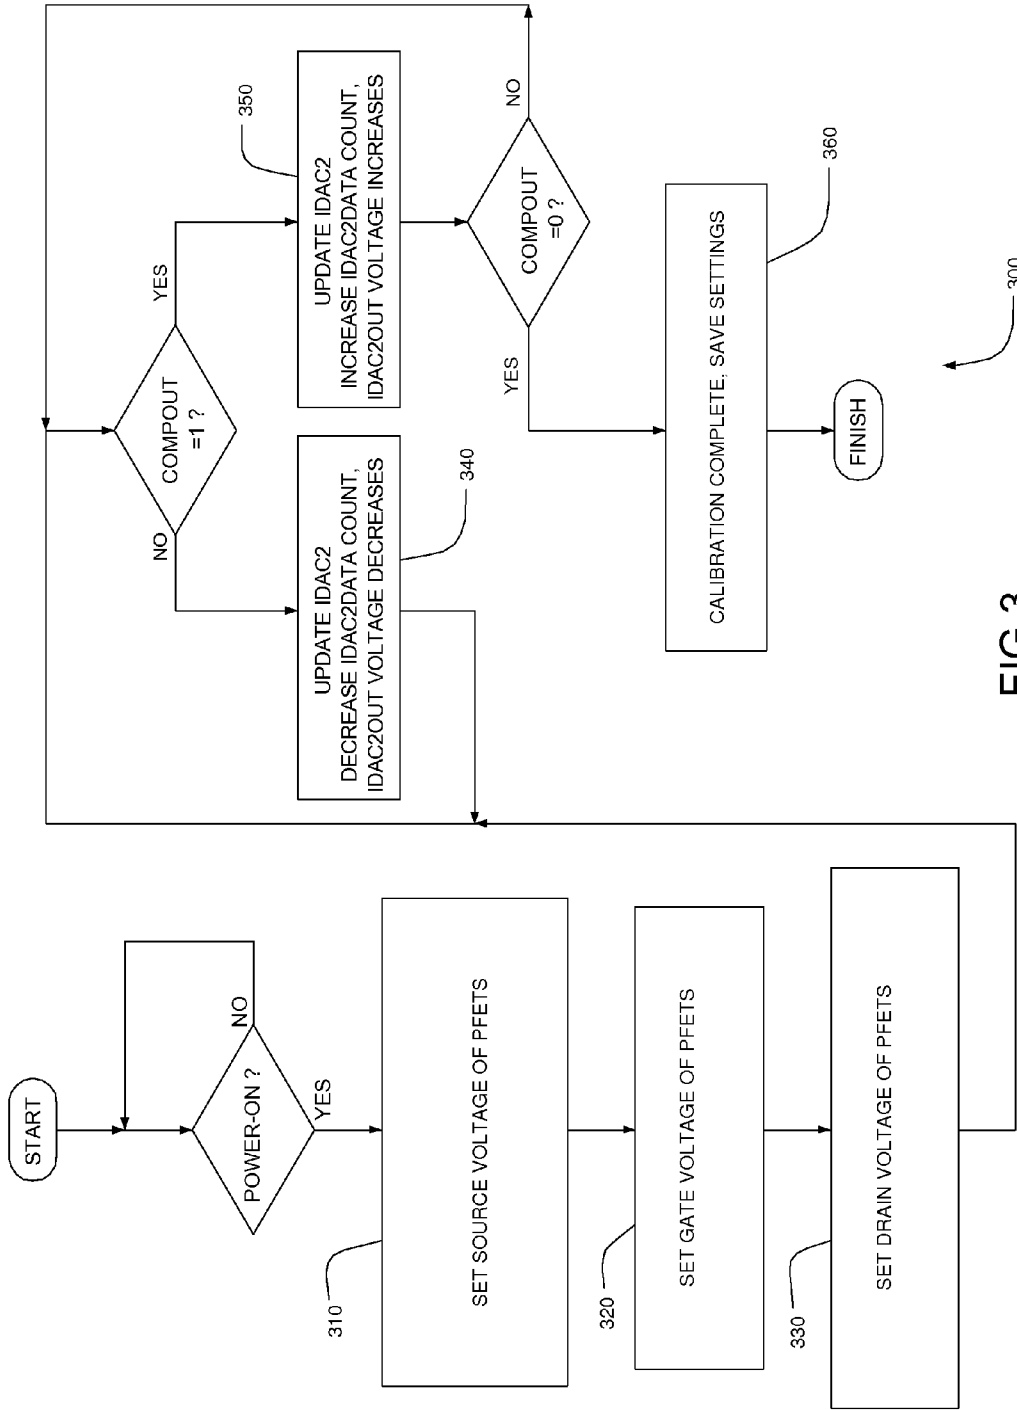 START
POWER-ON ?
NO
YES
310
SET SOURCE VOLTAGE OF PFETS
320
SET GATE VOLTAGE OF PFETS
330
SET DRAIN VOLTAGE OF PFETS
COMPOUT
=1 ?
NO
YES
UPDATE IDAC2
DECREASE IDAC2DATA COUNT,
IDAC2OUT VOLTAGE DECREASES
340
UPDATE IDAC2
INCREASE IDAC2DATA COUNT,
IDAC2OUT VOLTAGE INCREASES
350
COMPOUT
=0 ?
YES
NO
CALIBRATION COMPLETE, SAVE SETTINGS
360
FINISH
300
FIG.3